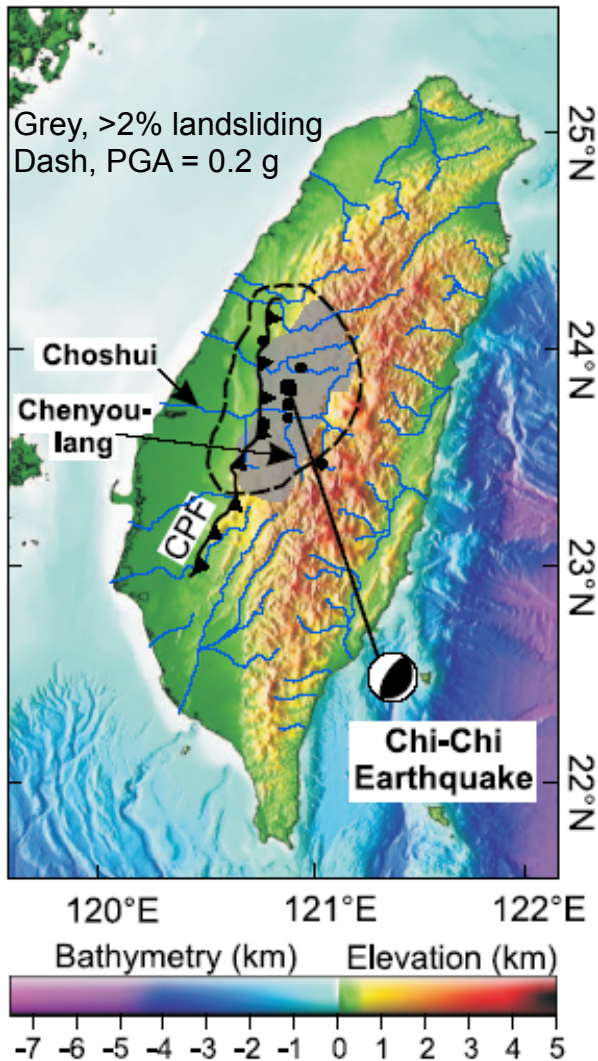 Grey, >2% landsliding
Dash, PGA = 0.2 g
25°N
24°N
Choshui
Chenyou-
lang
CPF
23°N
Chi-Chi
Earthquake
22°N
120°E 121°E 122°E
Bathymetry (km) Elevation (km)
-7 -6 -5 -4 -3 -2 -1 0 1 2 3 4 5